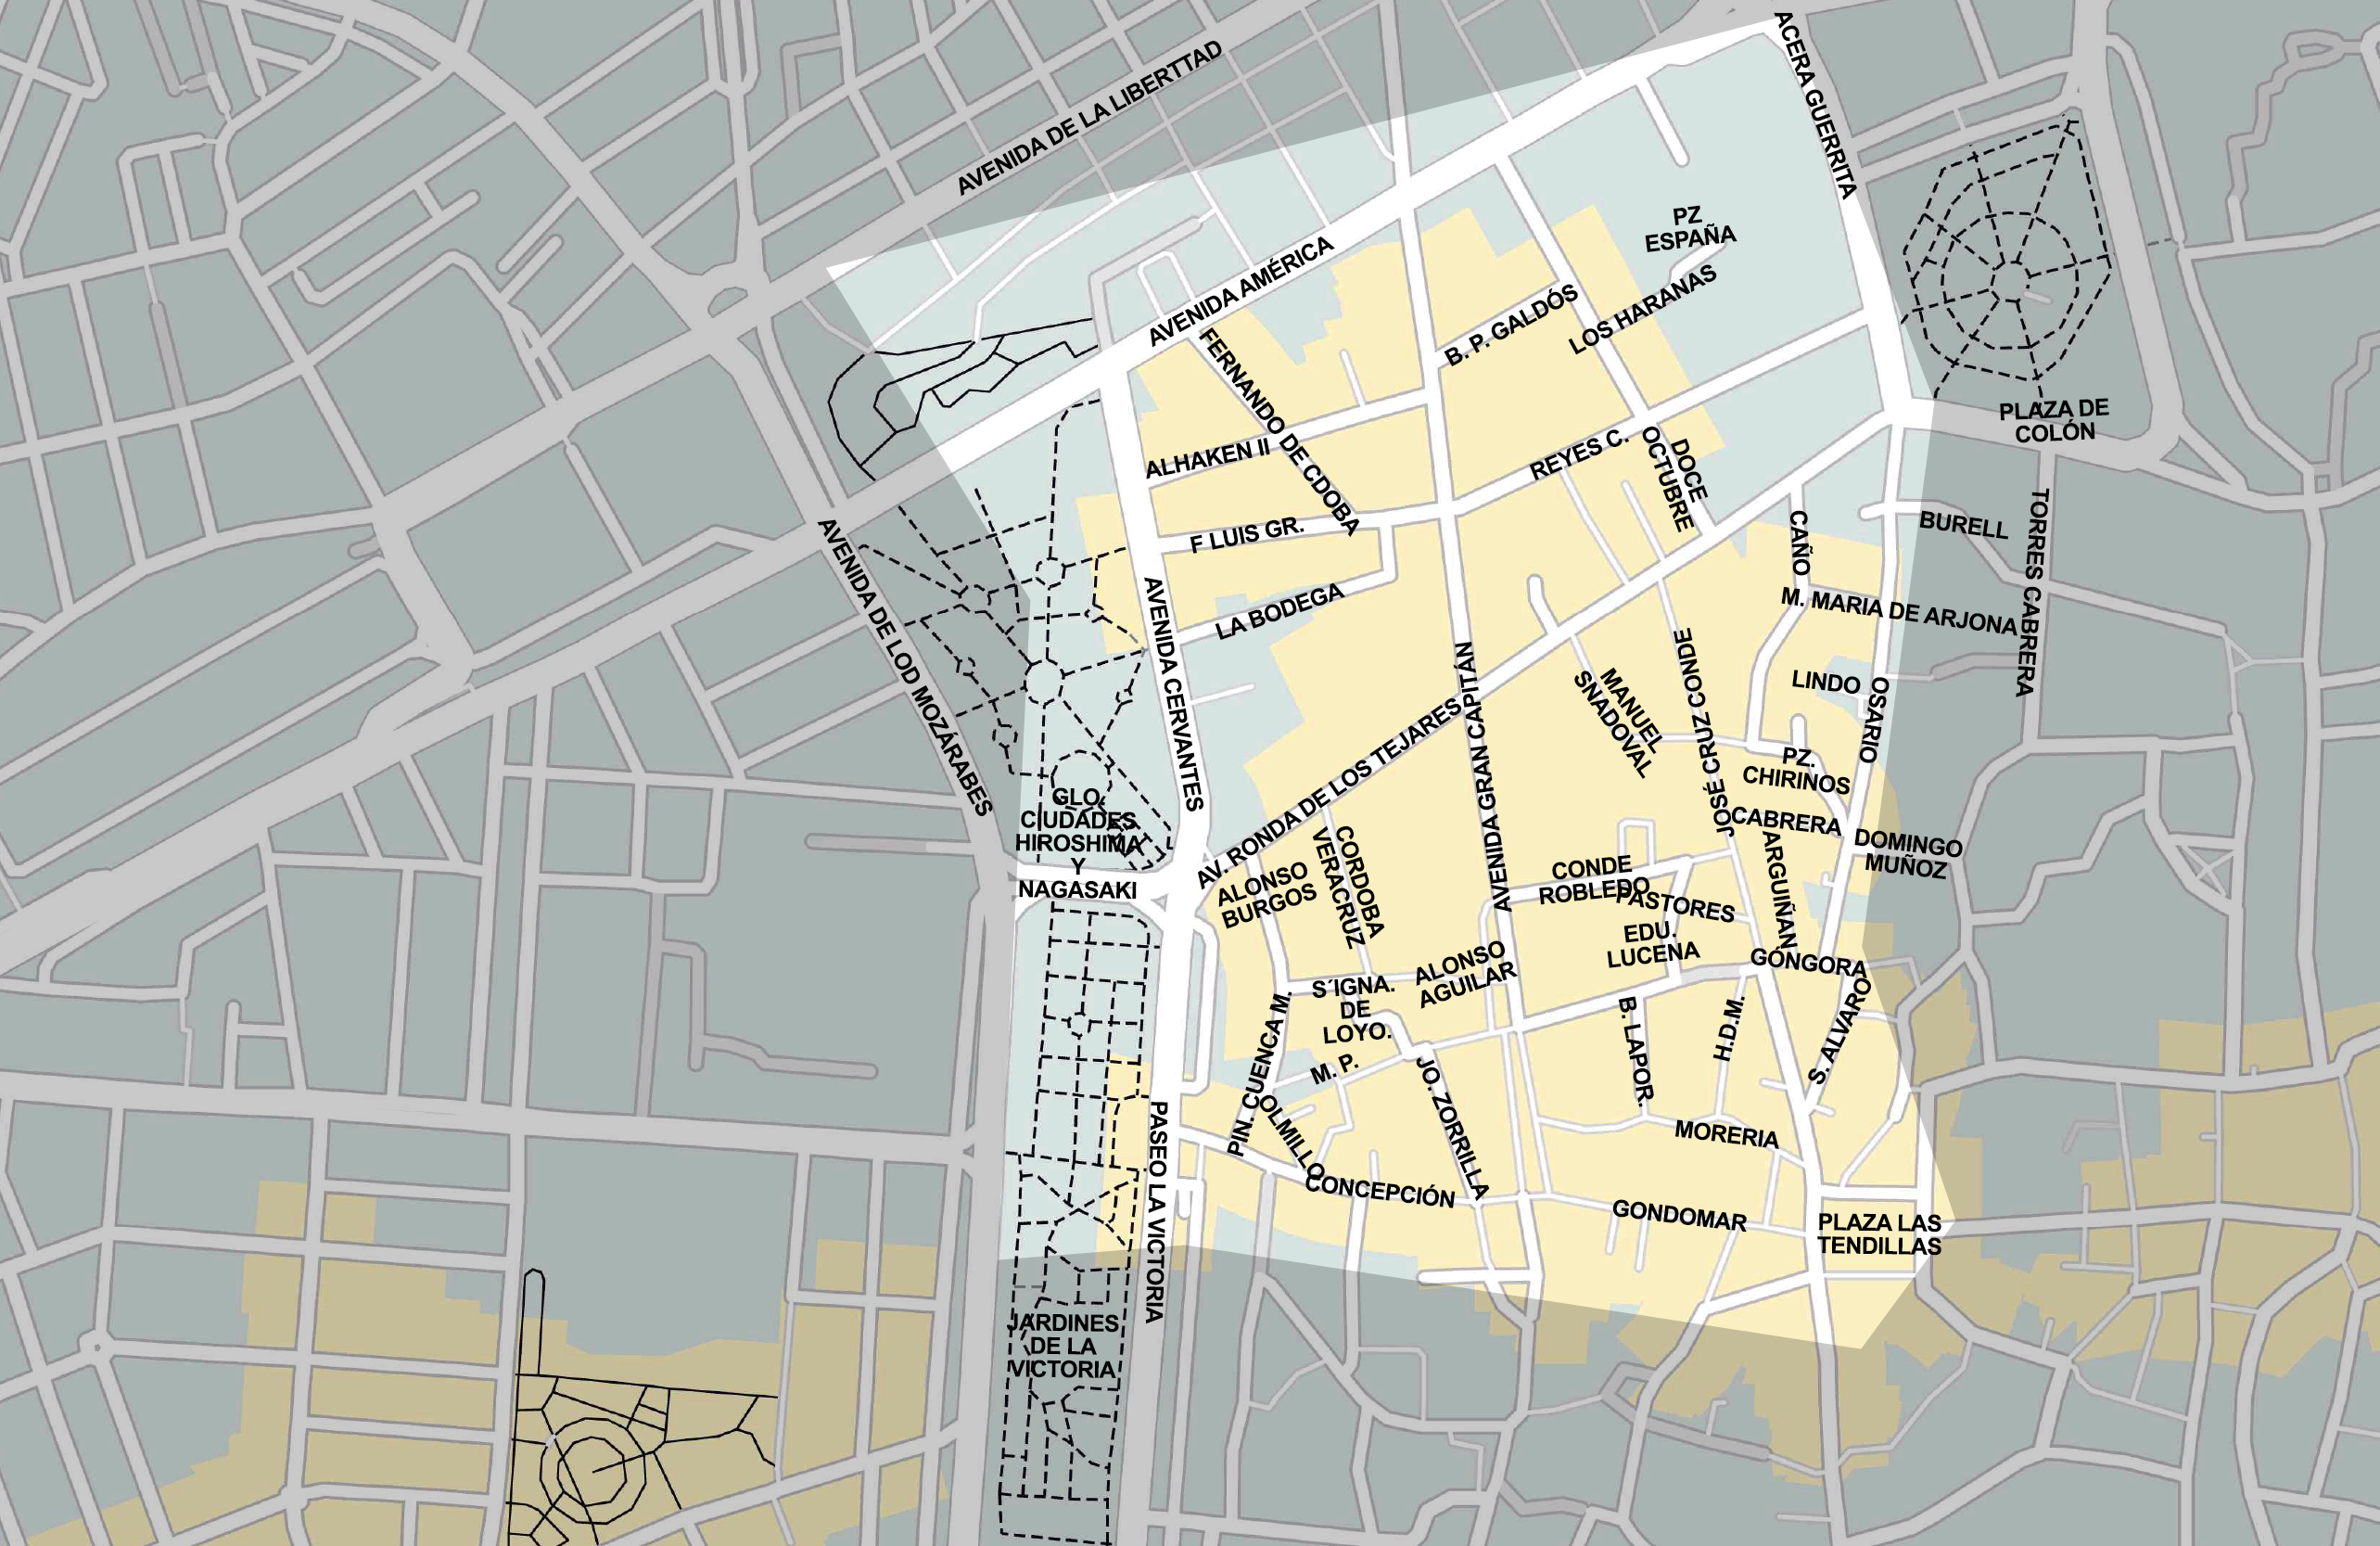 ACERA GUERRITA
AVENIDA DE LA LIBERTTAD
PZ
ESPAÑA
AVENIDA AMÉRICA
LOS HARANAS
B. P. GALDÓS
FERNANDO DE CDOBA
PLAZA DE
COLÓN
ALHAKEN II
REYES C.
DOCE
OCTUBRE
F LUIS GR.
CAÑO
BURELL
TORRES CABRERA
AVENIDA DE LOD MOZÁRABES
AVENIDA CERVANTES
LA BODEGA
M. MARIA DE ARJONA
AVENIDA GRAN CAPITÁN
JOSÉ CRUZ CONDE
MANUEL
SNADOVAL
LINDO
OSARIO
AV. RONDA DE LOS TEJARES
PZ.
CHIRINOS
GLO.
CIUDADES
HIROSHIMA
Y
NAGASAKI
CABRERA
DOMINGO
MUÑOZ
ARGUIÑAN
ALONSO
BURGOS
CORDOBA
VERACRUZ
CONDE
ROBLEDO
PASTORES
EDU.
LUCENA
GÓNGORA
ALONSO
AGUILAR
S´IGNA.
DE
LOYO.
PIN. CUENCA M.
M. P.
B. LAPOR.
H.D.M.
S. ALVARO
JO. ZORRILLA
OLMILLO
MORERIA
CONCEPCIÓN
GONDOMAR
PLAZA LAS
TENDILLAS
PASEO LA VICTORIA
JARDINES
DE LA
VICTORIA